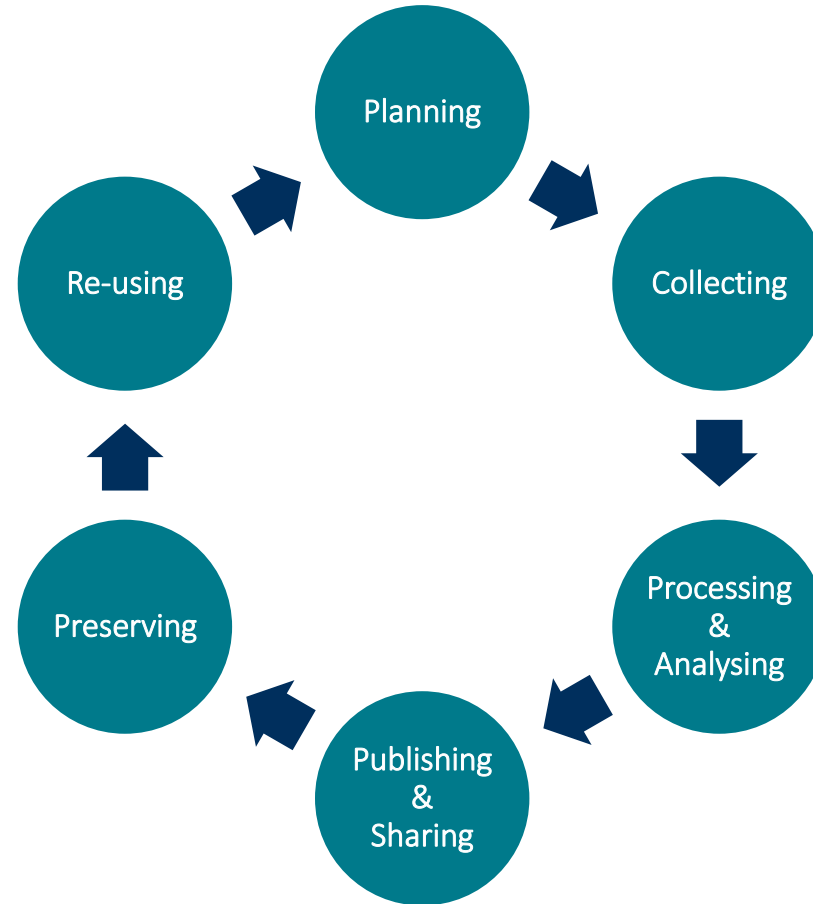 Planning
Collecting
Processing
&
Analysing
Publishing
&
Sharing
Preserving
Re-using